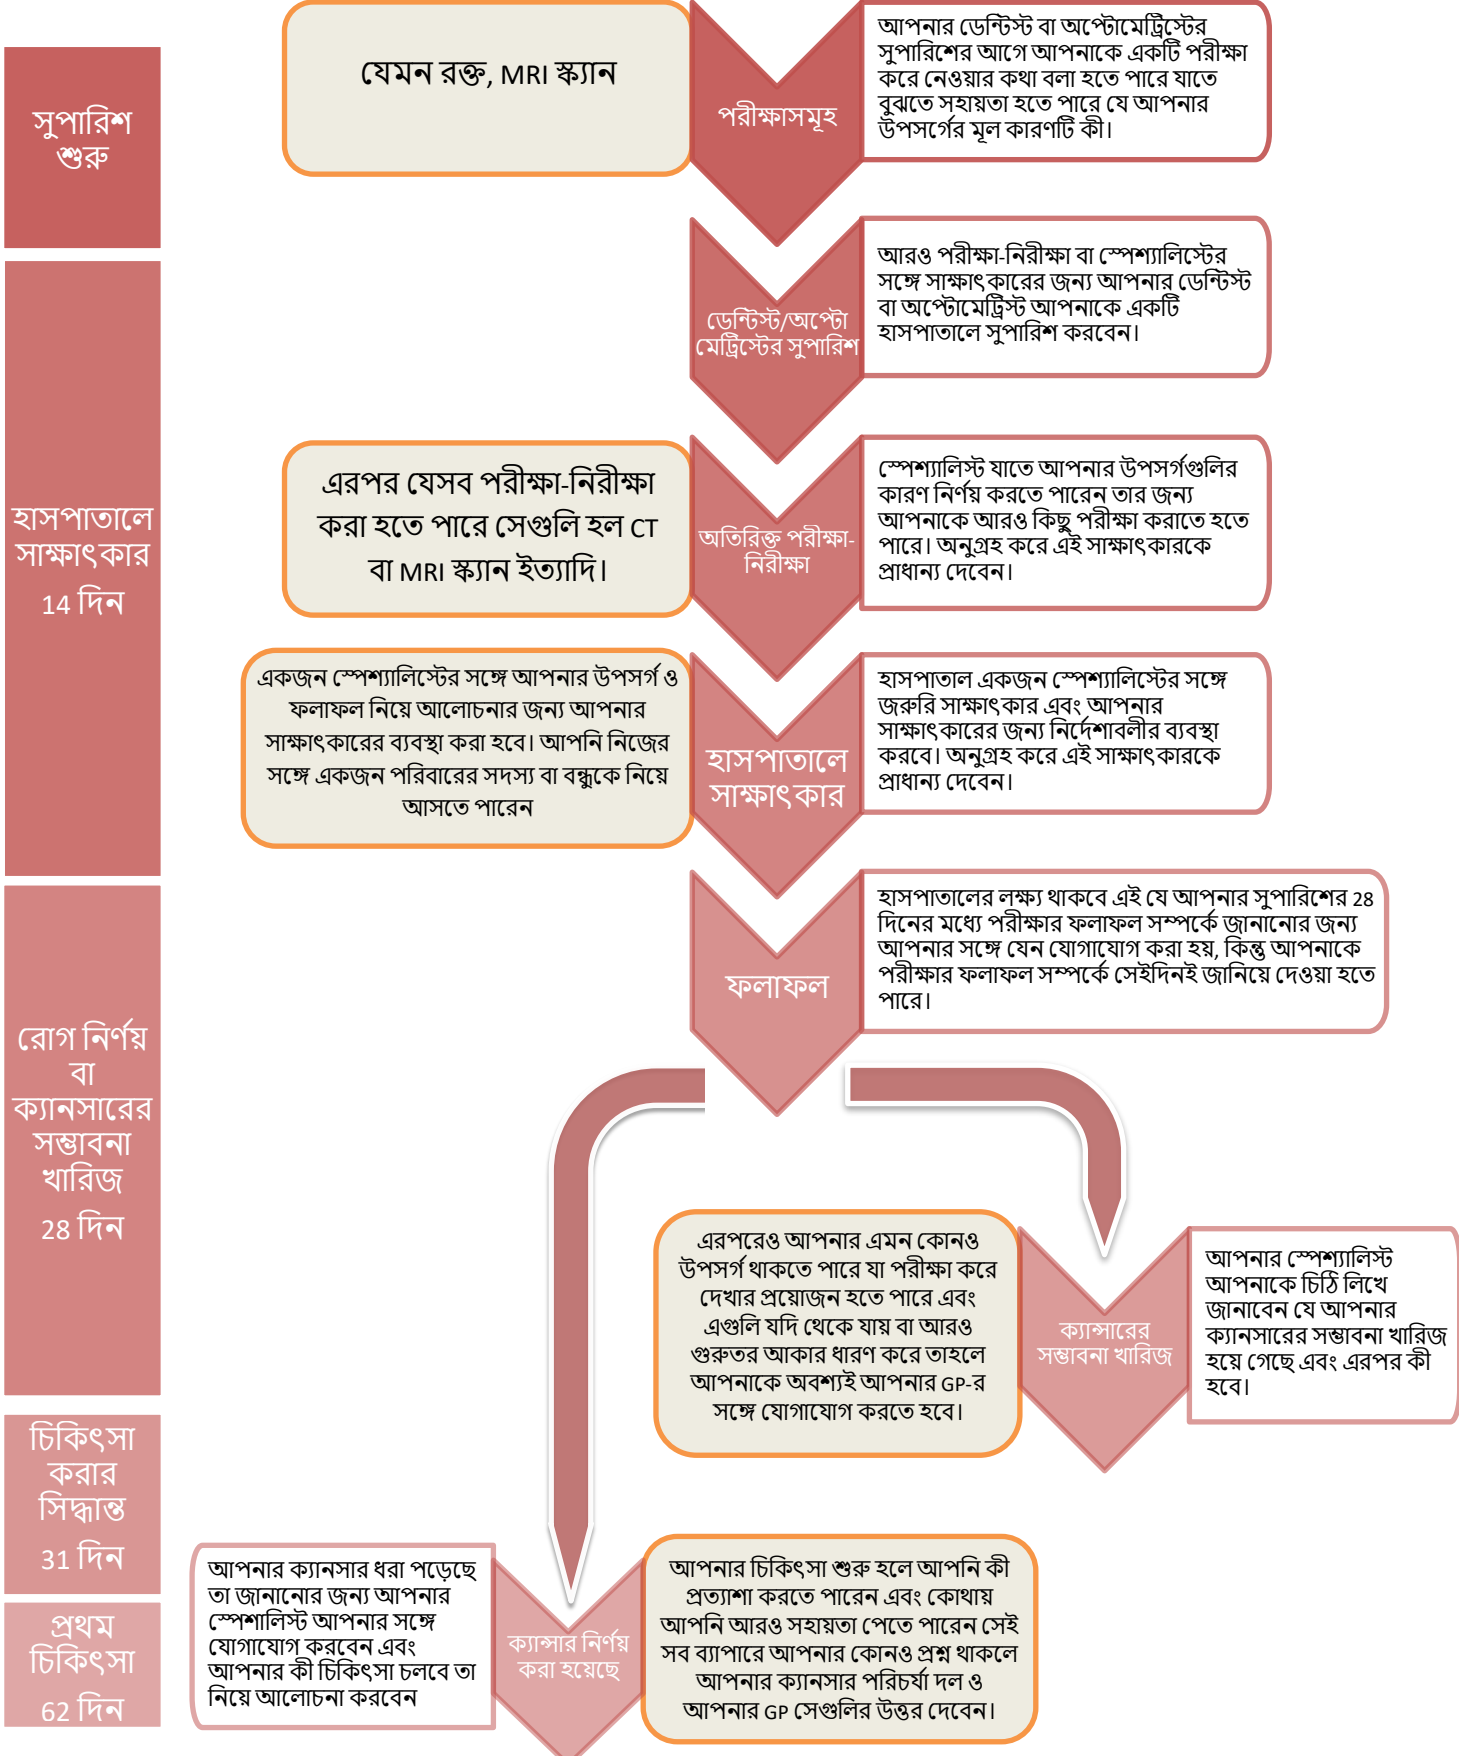 সুপারিশ
শুরু
যেমন রক্ত, MRI স্ক্যান
পরীক্ষাসমূহ
আপনার ডেন্টিস্ট বা অপ্টোমেট্রিস্টের
সুপারিশের আগে আপনাকে একটি পরীক্ষা
করে নেওয়ার কথা বলা হতে পারে যাতে
বুঝতে সহায়তা হতে পারে যে আপনার
উপসর্গের মূল কারণটি কী।
হাসপাতালে
সাক্ষাৎকার
14 দিন
ডেন্টিস্ট/অপ্টো
মেট্রিস্টের সুপারিশ
আরও পরীক্ষা-নিরীক্ষা বা স্পেশ্যালিস্টের
সঙ্গে সাক্ষাৎকারের জন্য আপনার ডেন্টিস্ট
বা অপ্টোমেট্রিস্ট আপনাকে একটি
হাসপাতালে সুপারিশ করবেন।
এরপর যেসব পরীক্ষা-নিরীক্ষা
করা হতে পারে সেগুলি হল CT
বা MRI স্ক্যান ইত্যাদি।
অতিরিক্ত পরীক্ষা-
নিরীক্ষা
স্পেশ্যালিস্ট যাতে আপনার উপসর্গগুলির
কারণ নির্ণয় করতে পারেন তার জন্য
আপনাকে আরও কিছু পরীক্ষা করাতে হতে
পারে। অনুগ্রহ করে এই সাক্ষাৎকারকে
প্রাধান্য দেবেন।
একজন স্পেশ্যালিস্টের সঙ্গে আপনার উপসর্গ ও
ফলাফল নিয়ে আলোচনার জন্য আপনার
সাক্ষাৎকারের ব্যবস্থা করা হবে। আপনি নিজের
সঙ্গে একজন পরিবারের সদস্য বা বন্ধুকে নিয়ে
আসতে পারেন
হাসপাতালে
সাক্ষাৎকার
হাসপাতাল একজন স্পেশ্যালিস্টের সঙ্গে
জরুরি সাক্ষাৎকার এবং আপনার
সাক্ষাৎকারের জন্য নির্দেশাবলীর ব্যবস্থা
করবে। অনুগ্রহ করে এই সাক্ষাৎকারকে
প্রাধান্য দেবেন।
রোগ নির্ণয়
বা
ক্যানসারের
সম্ভাবনা
খারিজ
28 দিন
ফলাফল
হাসপাতালের লক্ষ্য থাকবে এই যে আপনার সুপারিশের 28
দিনের মধ্যে পরীক্ষার ফলাফল সম্পর্কে জানানোর জন্য
আপনার সঙ্গে যেন যোগাযোগ করা হয়, কিন্তু আপনাকে
পরীক্ষার ফলাফল সম্পর্কে সেইদিনই জানিয়ে দেওয়া হতে
পারে।
এরপরেও আপনার এমন কোনও
উপসর্গ থাকতে পারে যা পরীক্ষা করে
দেখার প্রয়োজন হতে পারে এবং
এগুলি যদি থেকে যায় বা আরও
গুরুতর আকার ধারণ করে তাহলে
আপনাকে অবশ্যই আপনার GP-র
সঙ্গে যোগাযোগ করতে হবে।
ক্যান্সারের
সম্ভাবনা খারিজ
আপনার স্পেশ্যালিস্ট
আপনাকে চিঠি লিখে
জানাবেন যে আপনার
ক্যানসারের সম্ভাবনা খারিজ
হয়ে গেছে এবং এরপর কী
হবে।
চিকিৎসা
করার
সিদ্ধান্ত
31 দিন
প্রথম
চিকিৎসা
62 দিন
আপনার ক্যানসার ধরা পড়েছে
তা জানানোর জন্য আপনার
স্পেশালিস্ট আপনার সঙ্গে
যোগাযোগ করবেন এবং
আপনার কী চিকিৎসা চলবে তা
নিয়ে আলোচনা করবেন
ক্যান্সার নির্ণয়
করা হয়েছে
আপনার চিকিৎসা শুরু হলে আপনি কী
প্রত্যাশা করতে পারেন এবং কোথায়
আপনি আরও সহায়তা পেতে পারেন সেই
সব ব্যাপারে আপনার কোনও প্রশ্ন থাকলে
আপনার ক্যানসার পরিচর্যা দল ও
আপনার GP সেগুলির উত্তর দেবেন।